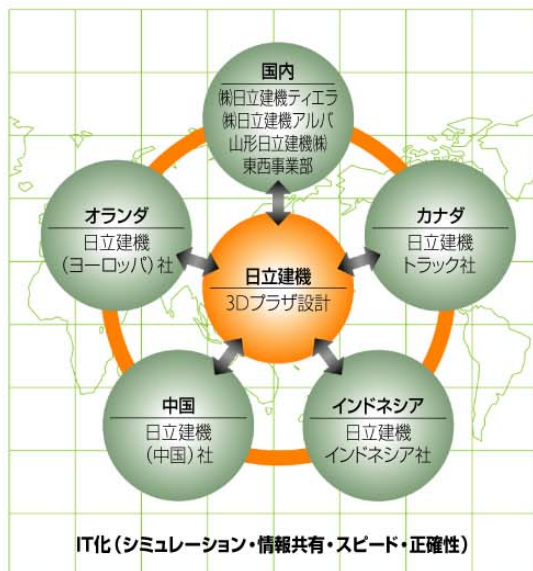 国内
㈱日立建機ティエラ
㈱日立建機アルバ
山形日立建機㈱
東西事業部
オランダ
日立建機
(ヨーロッパ)社
カナダ
日立建機
トラック社
日立建機
3Dプラザ設計
中国
日立建機
(中国)社
インドネシア
日立建機
インドネシア社
IT化(シミュレーション・情報共有・スピード・正確性)